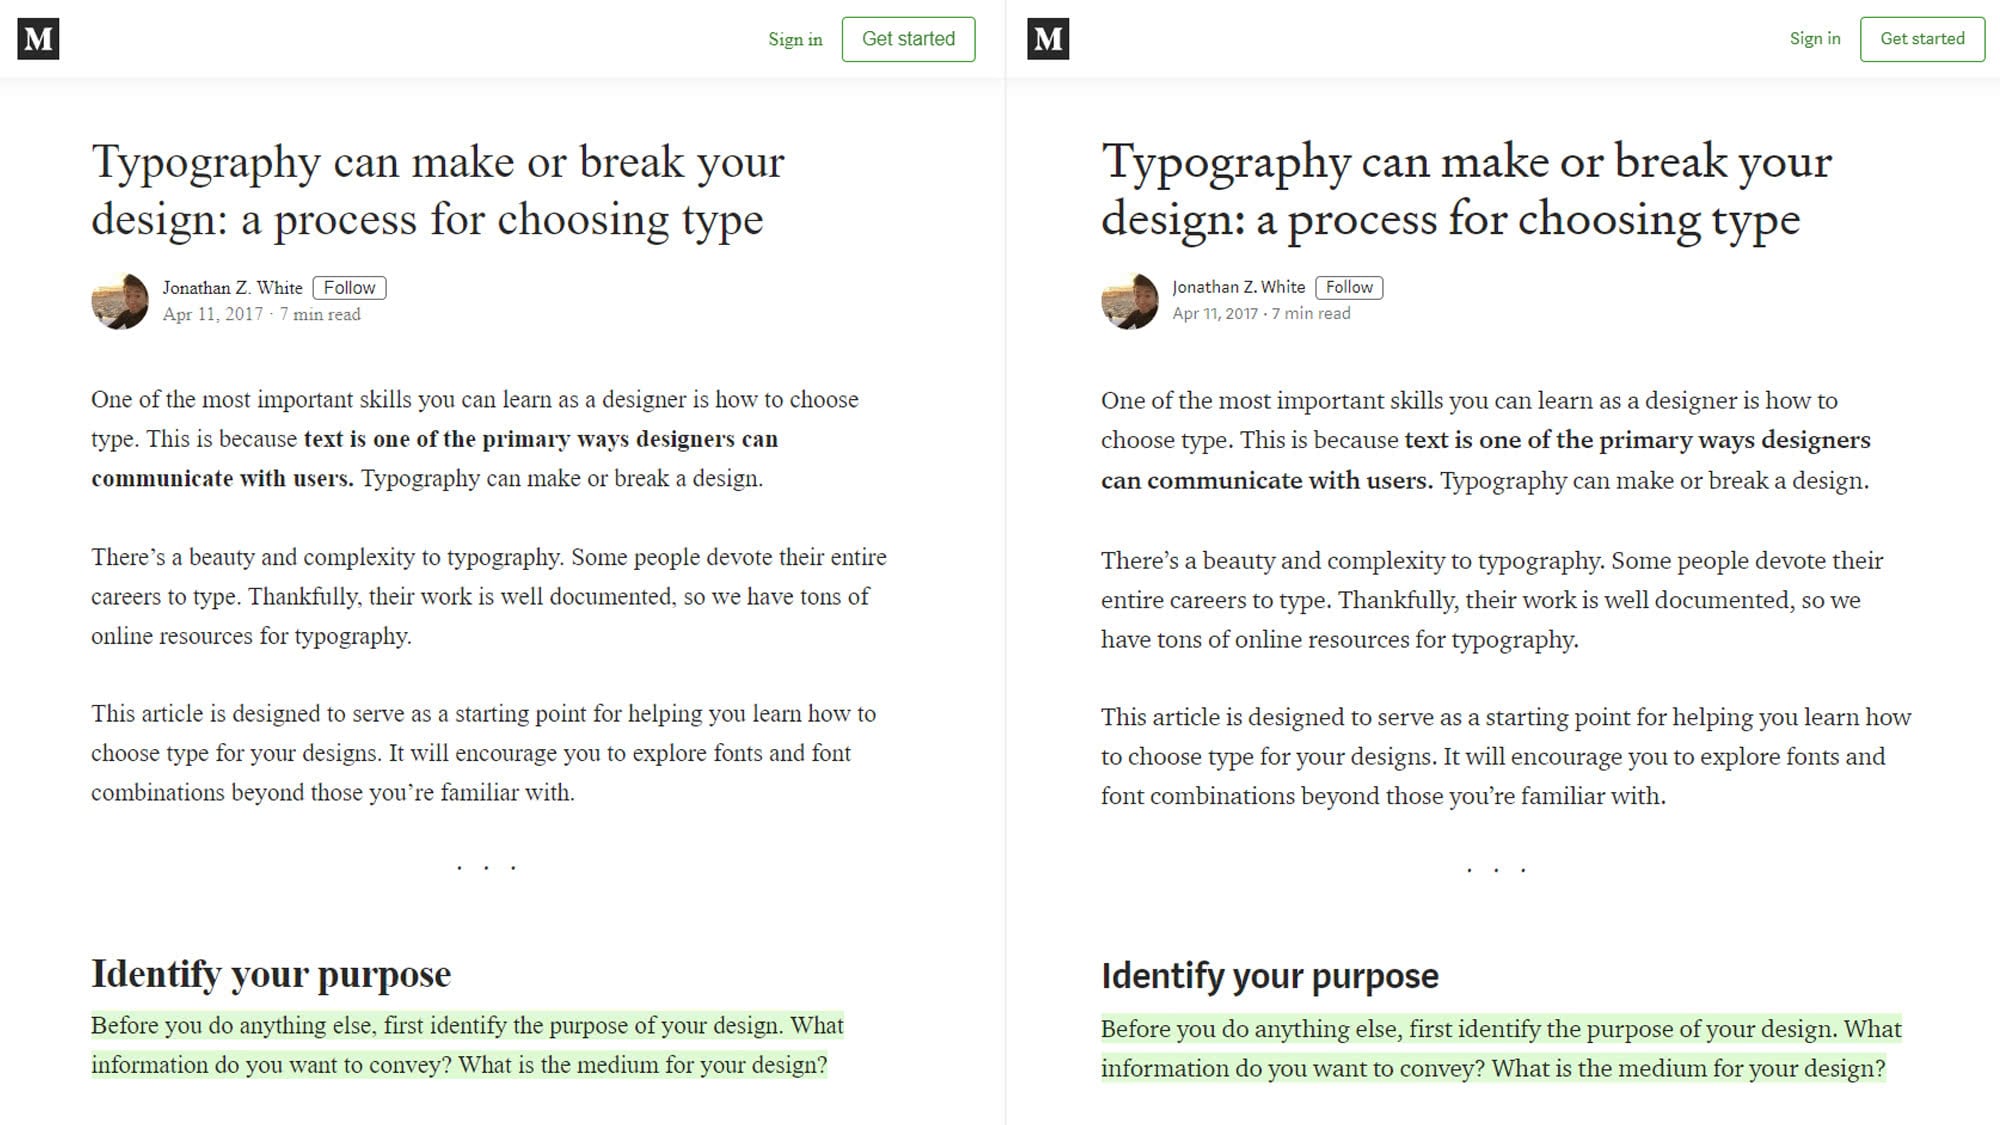 M
Sign in
Get started
Typography can make or break your
design: a process for choosing type
Jonathan Z. White Follow
Apr 11, 2017 · 7 min read
One of the most important skills you can learn as a designer is how to choose
type. This is because text is one of the primary ways designers can
communicate with users. Typography can make or break a design.
There’s a beauty and complexity to typography. Some people devote their entire
careers to type. Thankfully, their work is well documented, so we have tons of
online resources for typography.
This article is designed to serve as a starting point for helping you learn how to
choose type for your designs. It will encourage you to explore fonts and font
combinations beyond those you’re familiar with.
. . .
Identify your purpose
Before you do anything else, first identify the purpose of your design. What
information do you want to convey? What is the medium for your design?
M
Sign in
Get started
Typography can make or break your
design: a process for choosing type
Jonathan Z. White Follow
Apr 11, 2017 · 7 min read
One of the most important skills you can learn as a designer is how to
choose type. This is because text is one of the primary ways designers
can communicate with users. Typography can make or break a design.
There’s a beauty and complexity to typography. Some people devote their
entire careers to type. Thankfully, their work is well documented, so we
have tons of online resources for typography.
This article is designed to serve as a starting point for helping you learn how
to choose type for your designs. It will encourage you to explore fonts and
font combinations beyond those you’re familiar with.
. . .
Identify your purpose
Before you do anything else, first identify the purpose of your design. What
information do you want to convey? What is the medium for your design?